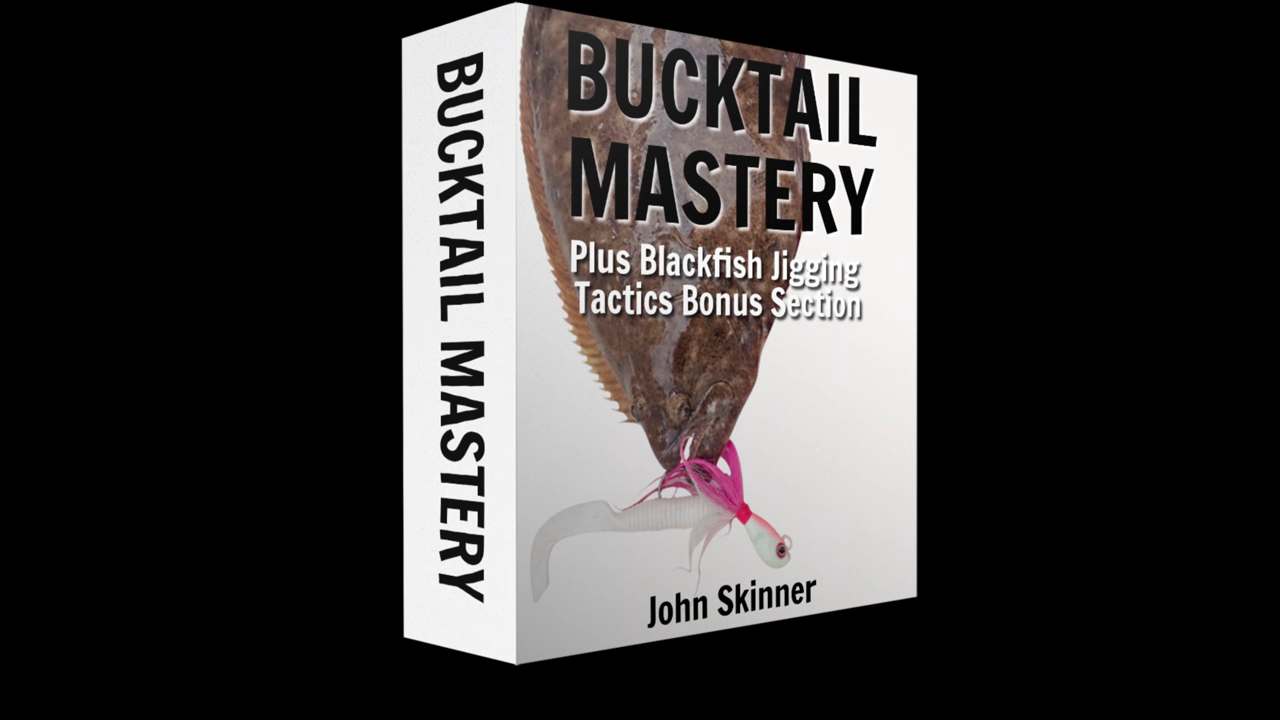 BUCKTAIL MASTERY
BUCKTAIL
MASTERY
Plus Blackfish Jigging
Tactics Bonus Section
John Skinner